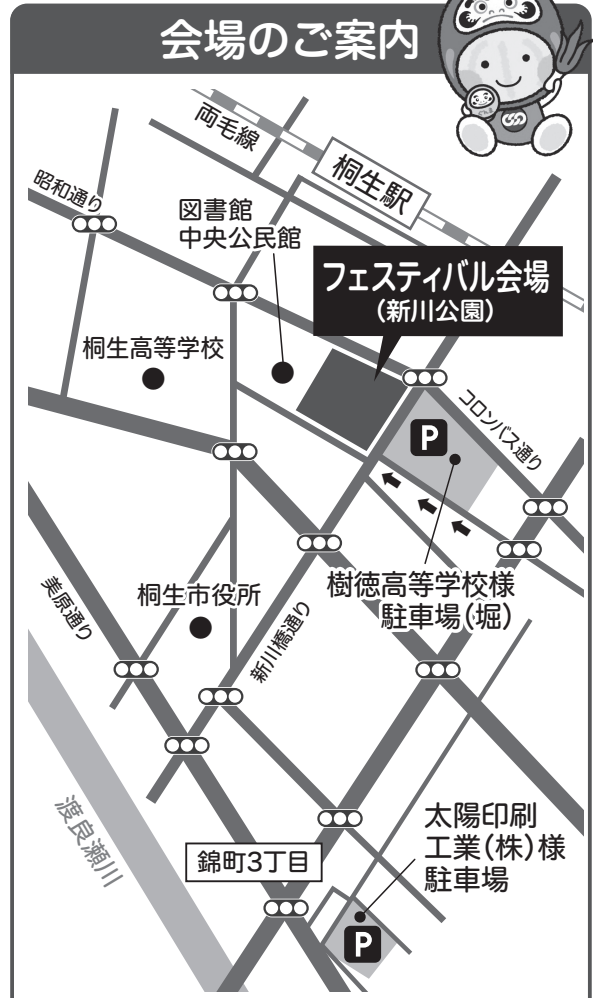 会場のご案内
両毛線
桐生駅
昭和通り
図書館
中央公民館
フェスティバル会場
(新川公園)
桐生高等学校
コロンバス通り
P
樹徳高等学校様
駐車場(堀)
美原通り
桐生市役所
新川橋通り
渡良瀬川
太陽印刷
工業(株)様
駐車場
錦町3丁目
P